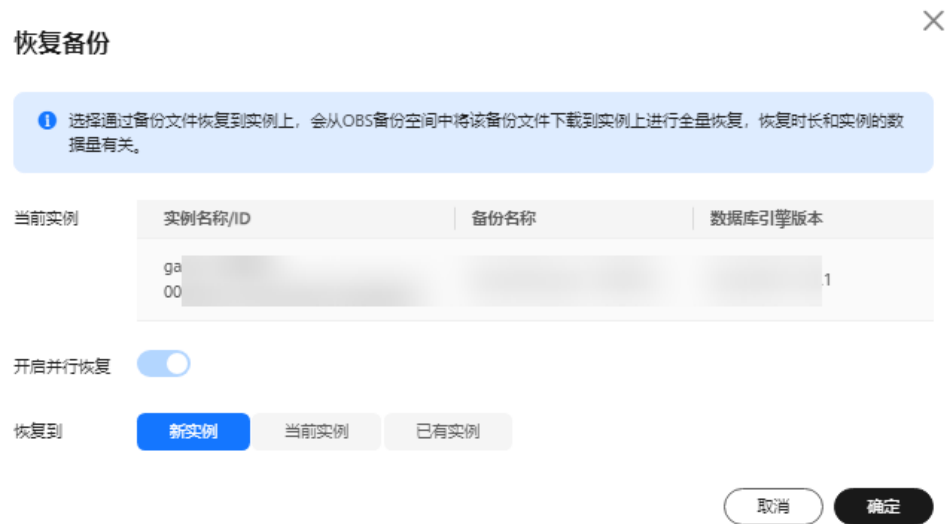 恢复备份
选择通过备份文件恢复到实例上，会从OBS备份空间中将该备份文件下载到实例上进行全量恢复，恢复时长和实例的数
据量有关。
当前实例 实例名称/ID 备份名称 数据库引擎版本
ga
.1
00
开启并行恢复
恢复到 新实例 当前实例 已有实例
取消 确定